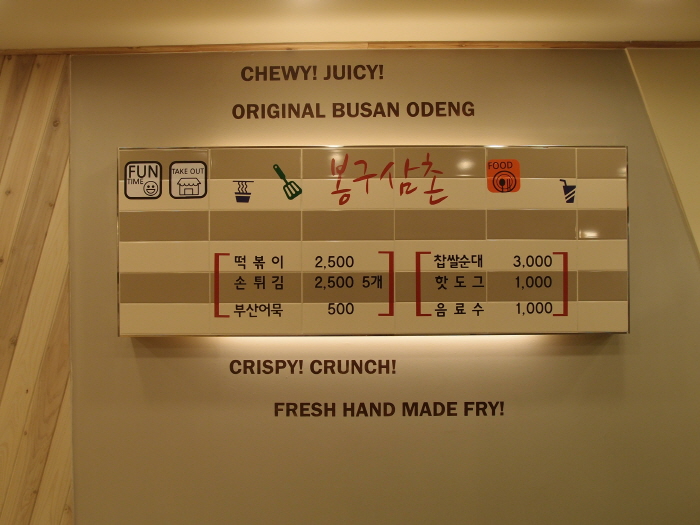 CHEWY! JUICY!
ORIGINAL BUSAN ODENG
FUN TIME
TAKE OUT
봉구삼촌
FOOD
떡볶이 2,500
손튀김 2,500 5개
부산어묵 500
찹쌀순대 3,000
핫도그 1,000
음료수 1,000
CRISPY! CRUNCH!
FRESH HAND MADE FRY!